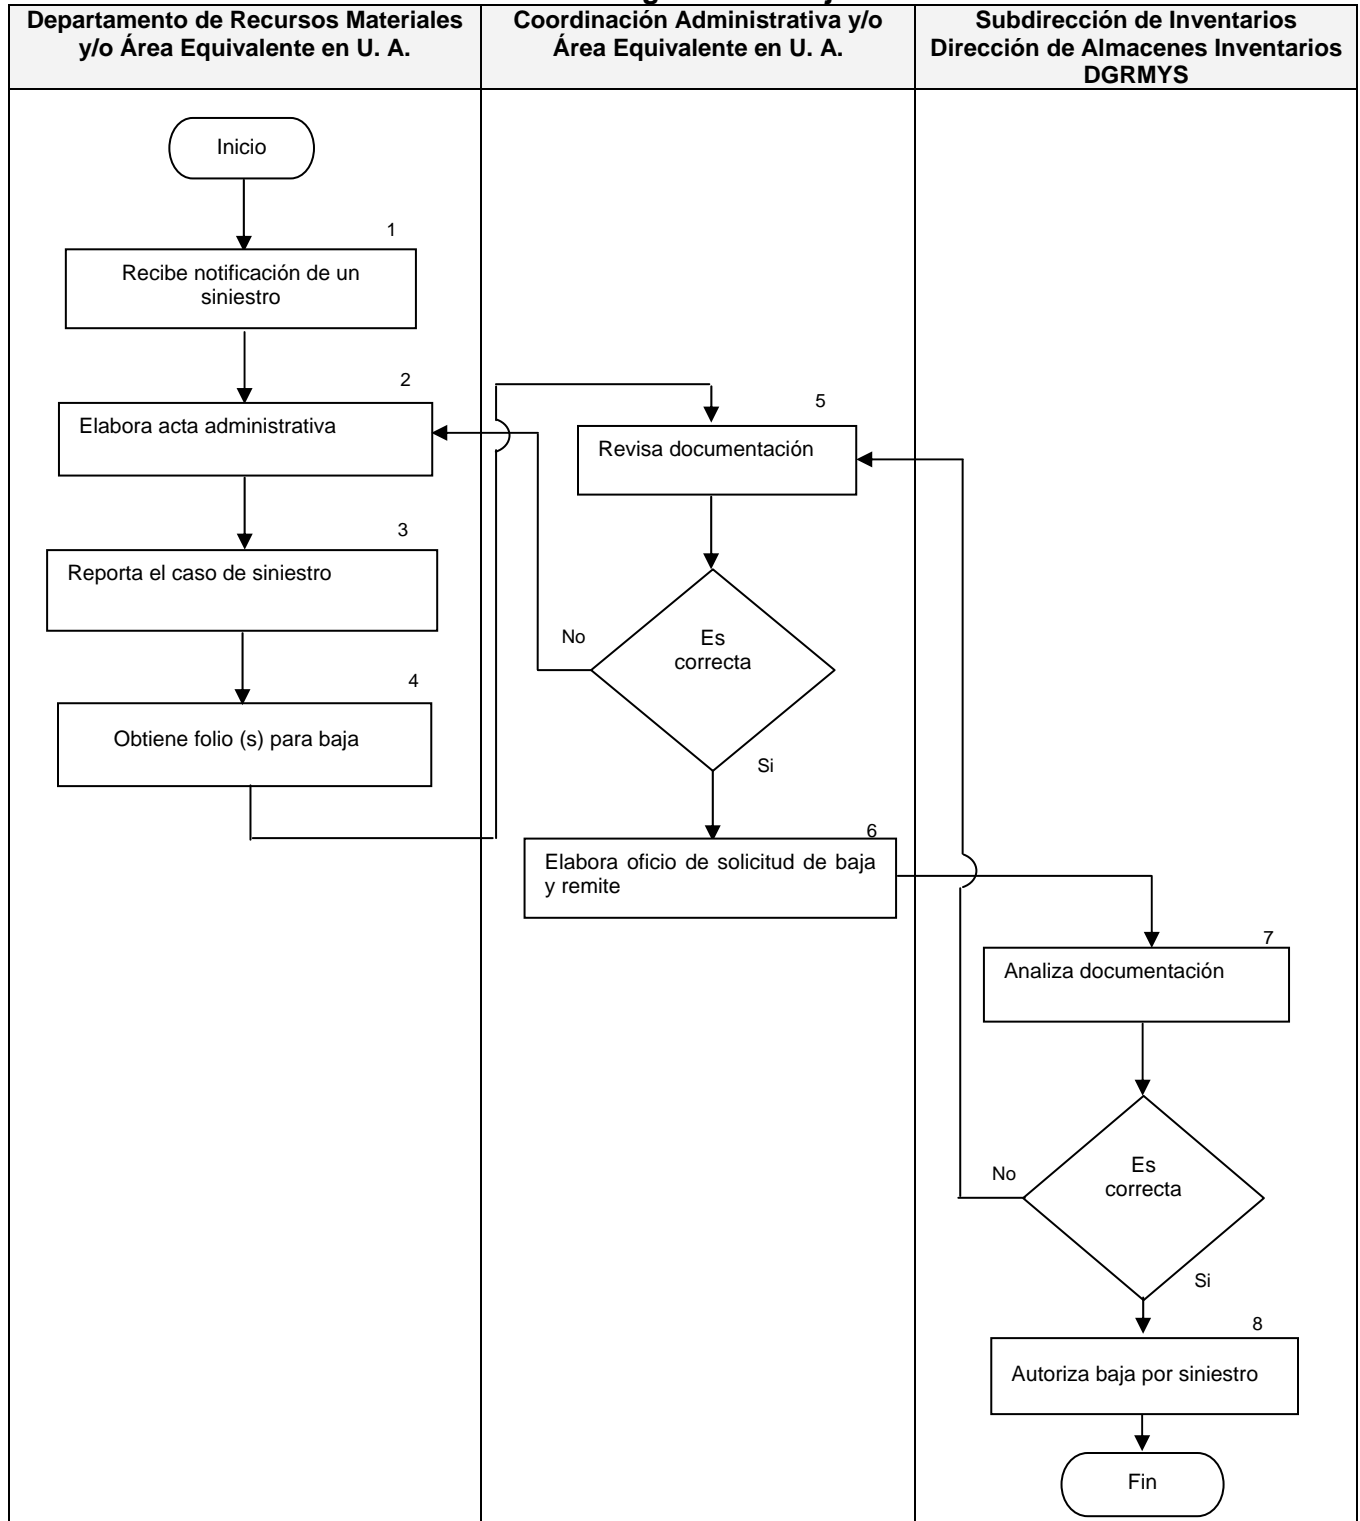 Departamento de Recursos Materiales
y/o Área Equivalente en U. A.
Coordinación Administrativa y/o
Área Equivalente en U. A.
Subdirección de Inventarios
Dirección de Almacenes Inventarios
DGRMYS
Inicio
1
Recibe notificación de un
siniestro
2
Elabora acta administrativa
3
Reporta el caso de siniestro
4
Obtiene folio (s) para baja
5
Revisa documentación
Es
correcta
No
Si
6
Elabora oficio de solicitud de baja
y remite
7
Analiza documentación
Es
correcta
No
Si
8
Autoriza baja por siniestro
Fin